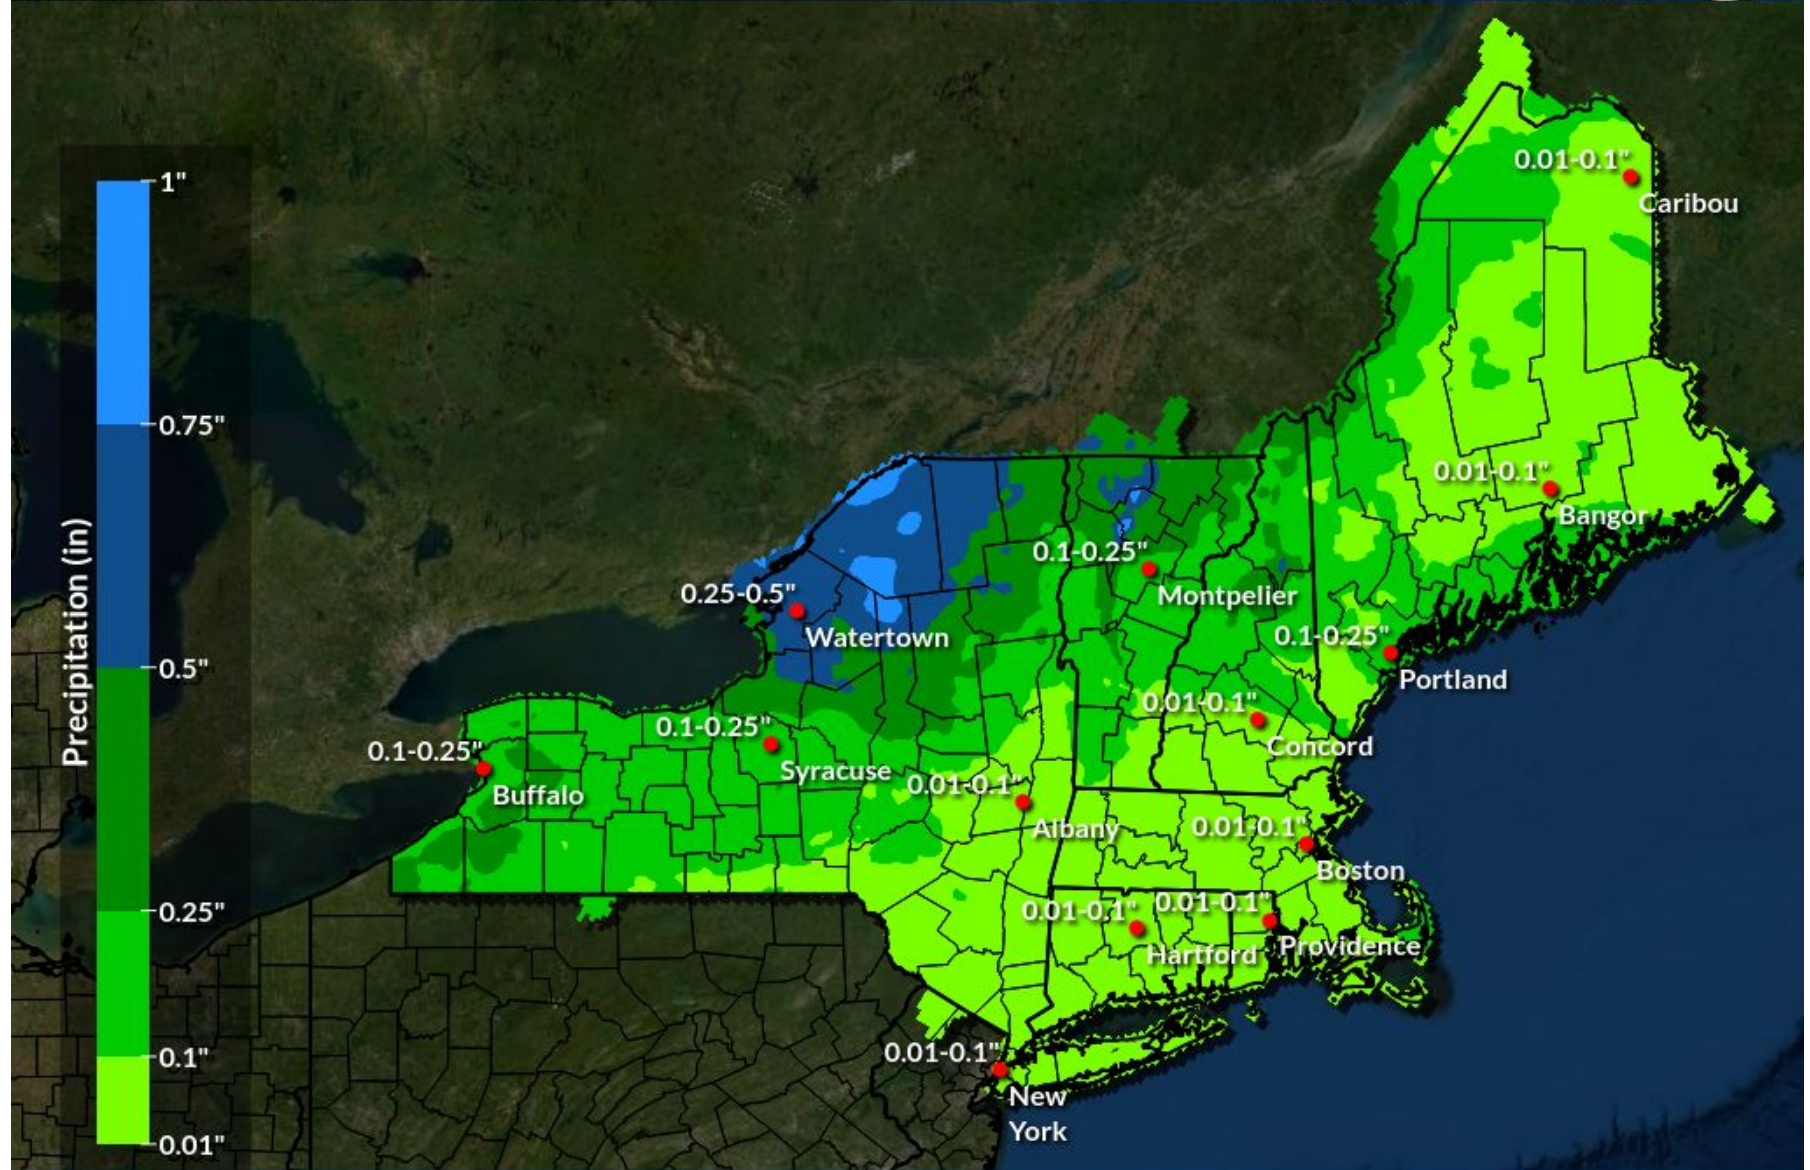 1"
0.75"
0.5"
0.25"
0.1"
0.01"
Precipitation (in)
0.01-0.1"
Caribou
0.01-0.1"
Bangor
0.1-0.25"
Montpelier
0.25-0.5"
Watertown
0.1-0.25"
Portland
0.01-0.1"
Concord
0.1-0.25"
Syracuse
0.1-0.25"
Buffalo
0.01-0.1"
Albany
0.01-0.1"
Boston
0.01-0.1"
Hartford
0.01-0.1"
Providence
0.01-0.1"
New
York